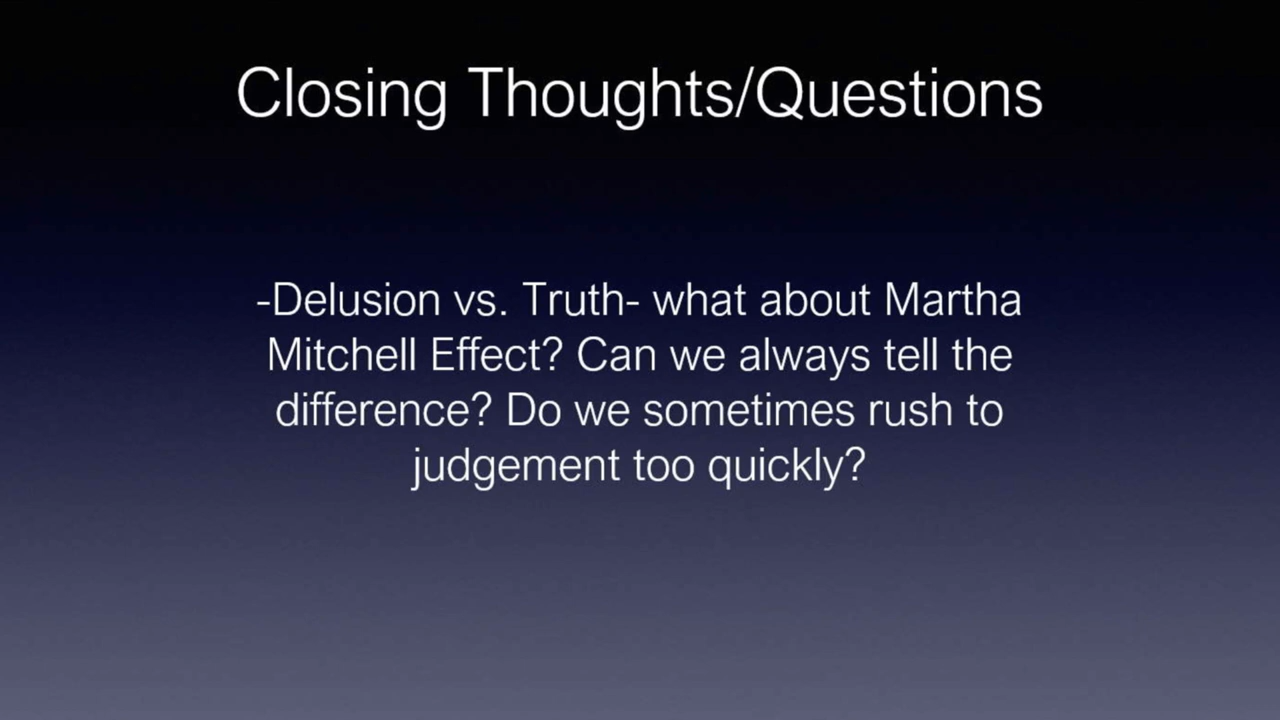 Closing Thoughts/Questions
-Delusion vs. Truth- what about Martha
Mitchell Effect? Can we always tell the
difference? Do we sometimes rush to
judgement too quickly?